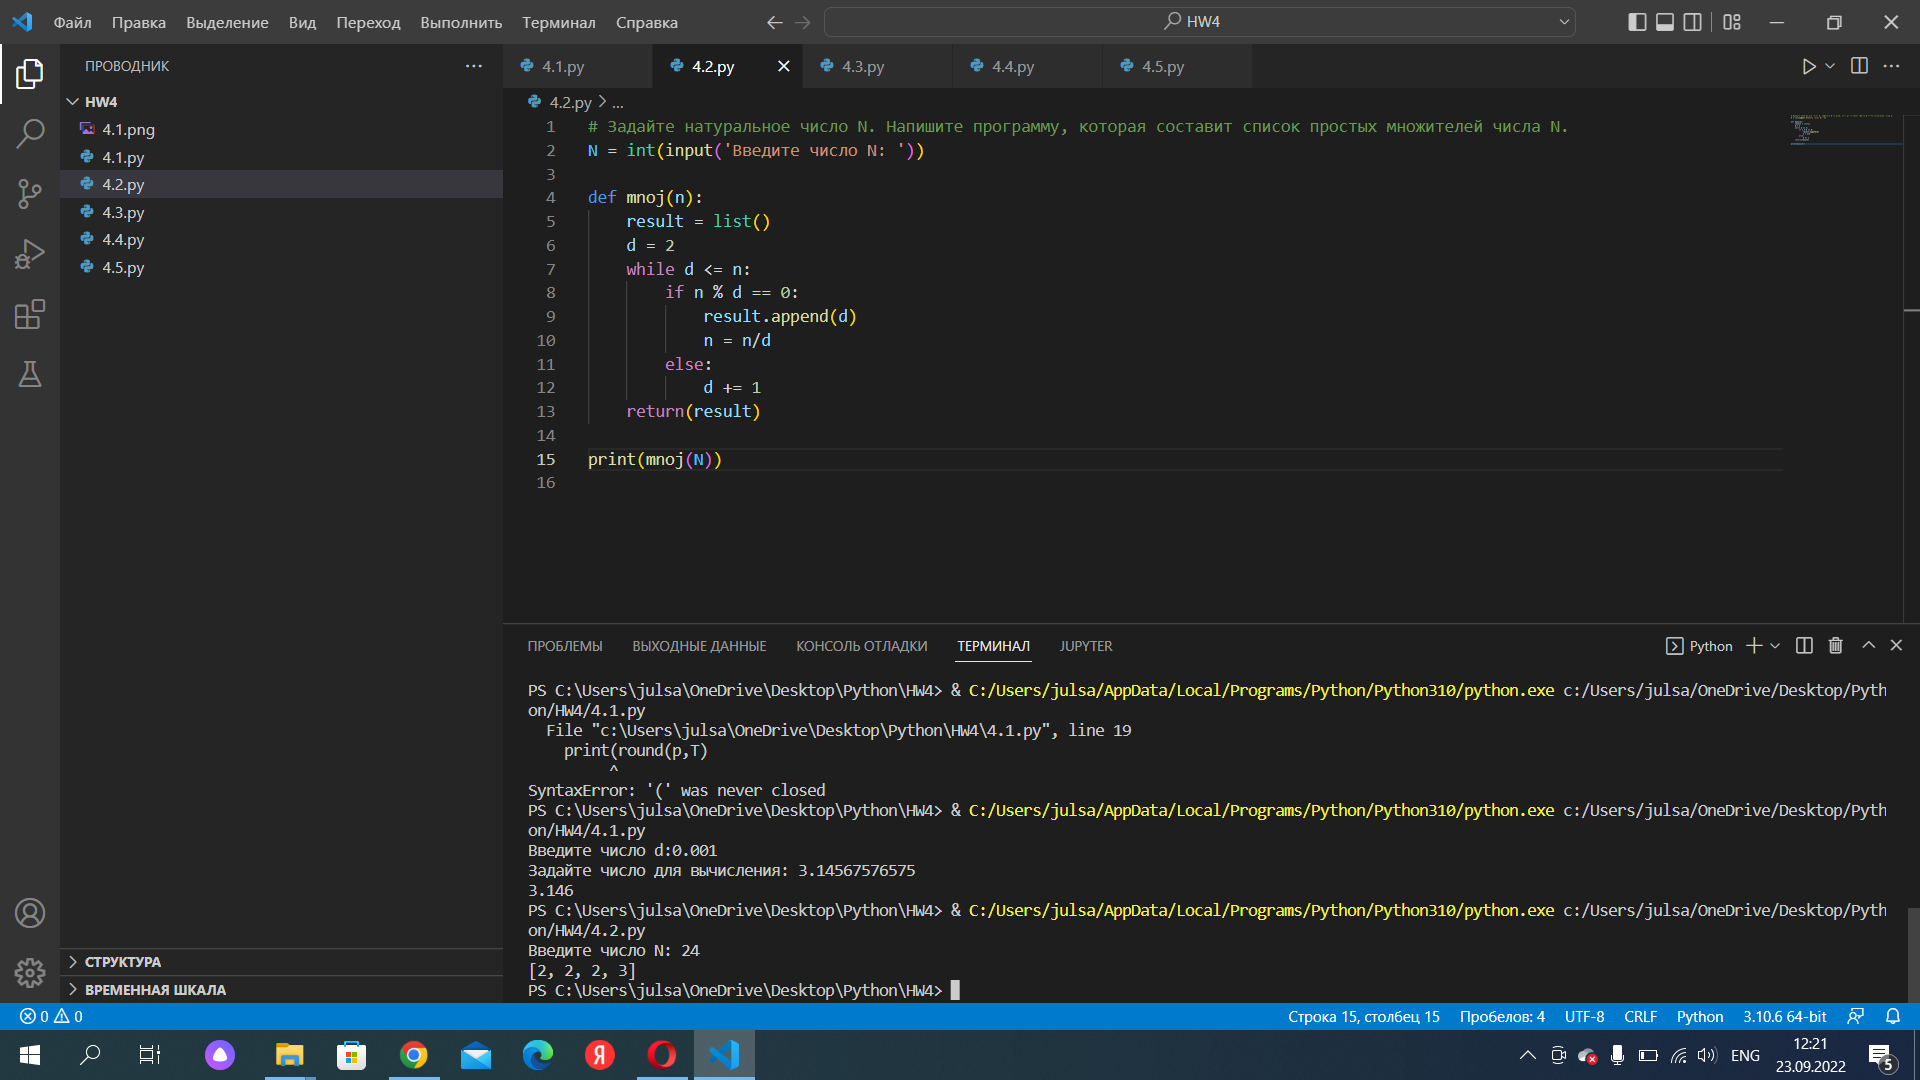 Файл Правка Выделение Вид Переход Выполнить Терминал Справка HW4
ПРОВОДНИК
HW4
4.1.png
4.1.py
4.2.py
4.3.py
4.4.py
4.5.py
СТРУКТУРА
ВРЕМЕННАЯ ШКАЛА
4.1.py 4.2.py 4.3.py 4.4.py 4.5.py
4.2.py > ...
1 # Задайте натуральное число N. Напишите программу, которая составит список простых множителей числа N.
2 N = int(input('Введите число N: '))
3
4 def mnoj(n):
5 result = list()
6 d = 2
7 while d <= n:
8 if n % d == 0:
9 result.append(d)
10 n = n/d
11 else:
12 d += 1
13 return(result)
14
15 print(mnoj(N))
16
ПРОБЛЕМЫ ВЫХОДНЫЕ ДАННЫЕ КОНСОЛЬ ОТЛАДКИ ТЕРМИНАЛ JUPYTER Python
PS C:\Users\julsa\OneDrive\Desktop\Python\HW4> & C:/Users/julsa/AppData/Local/Programs/Python/Python310/python.exe c:/Users/julsa/OneDrive/Desktop/Pyth
on/HW4/4.1.py
File "c:\Users\julsa\OneDrive\Desktop\Python\HW4\4.1.py", line 19
print(round(p,T)
^
SyntaxError: '(' was never closed
PS C:\Users\julsa\OneDrive\Desktop\Python\HW4> & C:/Users/julsa/AppData/Local/Programs/Python/Python310/python.exe c:/Users/julsa/OneDrive/Desktop/Pyth
on/HW4/4.1.py
Введите число d:0.001
Задайте число для вычисления: 3.14567576575
3.146
PS C:\Users\julsa\OneDrive\Desktop\Python\HW4> & C:/Users/julsa/AppData/Local/Programs/Python/Python310/python.exe c:/Users/julsa/OneDrive/Desktop/Pyth
on/HW4/4.2.py
Введите число N: 24
[2, 2, 2, 3]
PS C:\Users\julsa\OneDrive\Desktop\Python\HW4>
0 0 Строка 15, столбец 15 Пробелов: 4 UTF-8 CRLF Python 3.10.6 64-bit
Я ENG 12:21
23.09.2022 5